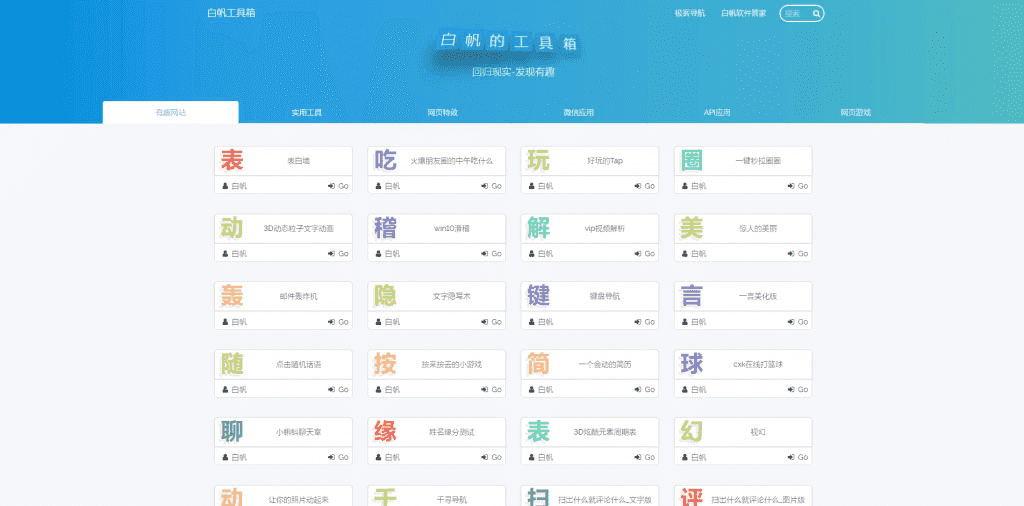 白帆工具箱
极客导航 白帆软件管家 搜索
白帆的工具箱
回归现实-发现有趣
有趣网站 实用工具 网页特效 微信应用 API应用 网页游戏
表 表白墙 吃 火爆朋友圈的中午吃什么 玩 好玩的Tap 圈 一键秒拉圈圈
白帆 Go 白帆 Go 白帆 Go 白帆 Go
动 3D动态粒子文字动画 稽 win10滑稽 解 vip视频解析 美 惊人的美丽
白帆 Go 白帆 Go 白帆 Go 白帆 Go
轰 邮件轰炸机 隐 文字隐写术 键 键盘导航 言 一言美化版
白帆 Go 白帆 Go 白帆 Go 白帆 Go
随 点击随机话语 按 按来按去的小游戏 简 一个会动的简历 球 cxk在线打篮球
白帆 Go 白帆 Go 白帆 Go 白帆 Go
聊 小蝌蚪聊天室 缘 姓名缘分测试 表 3D炫酷元素周期表 幻 视幻
白帆 Go 白帆 Go 白帆 Go 白帆 Go
动 让你的照片动起来 千 千寻导航 扫 扫出什么就评论什么_文字版 评 扫出什么就评论什么_图片版